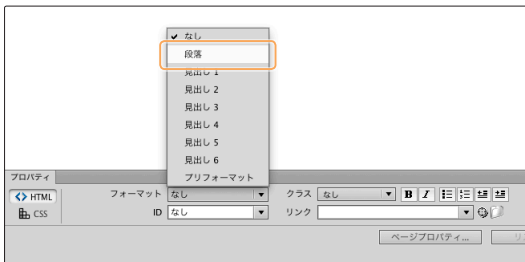 ✓ なし
段落
見出し 1
見出し 2
見出し 3
見出し 4
見出し 5
見出し 6
プリフォーマット
プロパティ
<> HTML フォーマット なし クラス なし B I
CSS ID なし リンク
ページプロパティ...